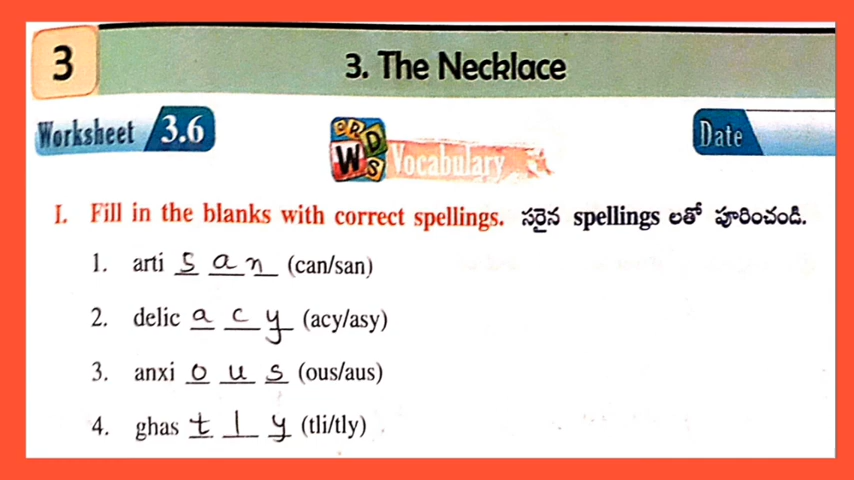 3
3. The Necklace
Worksheet 3.6
WORDS
Vocabulary
Date
I. Fill in the blanks with correct spellings. సరైన spellings లతో పూరించండి.
1. arti s a n (can/san)
2. delic a c y (acy/asy)
3. anxi o u s (ous/aus)
4. ghas t l y (tli/tly)